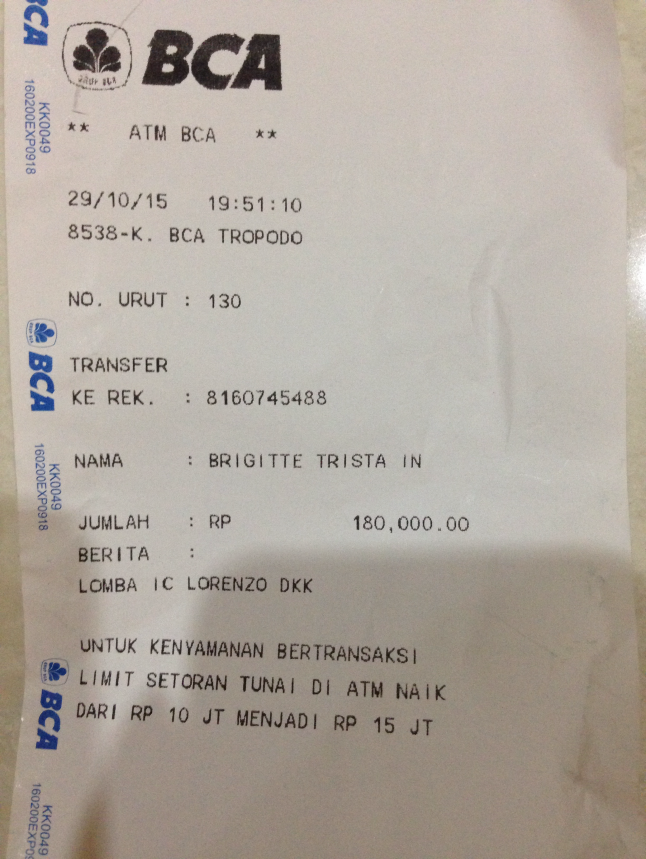 BCA
** ATM BCA **
29/10/15 19:51:10
8538-K. BCA TROPODO
NO. URUT : 130
TRANSFER
KE REK. : 8160745488
NAMA : BRIGITTE TRISTA IN
JUMLAH : RP 180,000.00
BERITA :
LOMBA IC LORENZO DKK
UNTUK KENYAMANAN BERTRANSAKSI
LIMIT SETORAN TUNAI DI ATM NAIK
DARI RP 10 JT MENJADI RP 15 JT
BCA
KK0049
160200EXP0918
BCA
KK0049
160200EXP0918
BCA
KK0049
160200EXP09